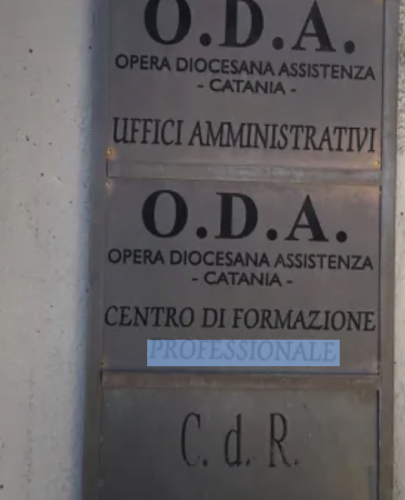 O.D.A.
OPERA DIOCESANA ASSISTENZA
- CATANIA -
UFFICI AMMINISTRATIVI
O.D.A.
OPERA DIOCESANA ASSISTENZA
- CATANIA -
CENTRO DI FORMAZIONE
PROFESSIONALE
C. d. R.